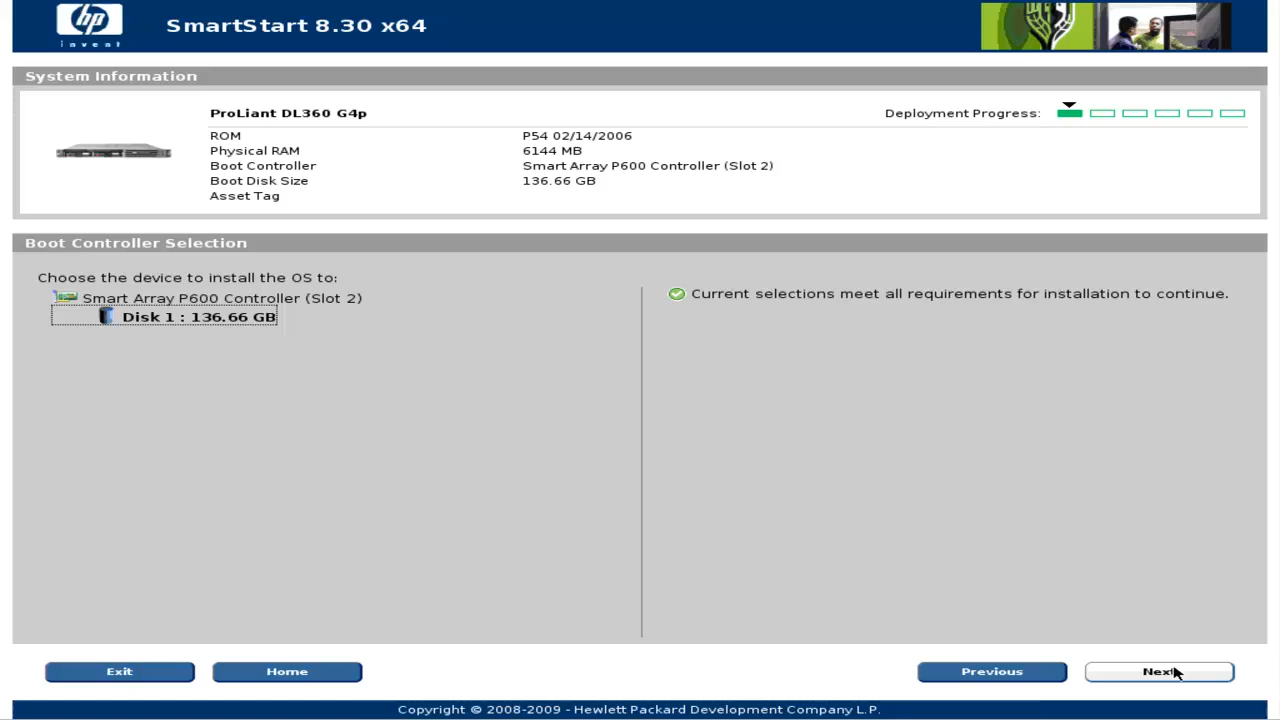 hp
invent
SmartStart 8.30 x64
System Information
ProLiant DL360 G4p
Deployment Progress:
ROM P54 02/14/2006
Physical RAM 6144 MB
Boot Controller Smart Array P600 Controller (Slot 2)
Boot Disk Size 136.66 GB
Asset Tag
Boot Controller Selection
Choose the device to install the OS to:
Smart Array P600 Controller (Slot 2)
Disk 1 : 136.66 GB
Current selections meet all requirements for installation to continue.
Exit Home Previous Next
Copyright © 2008-2009 - Hewlett Packard Development Company L.P.